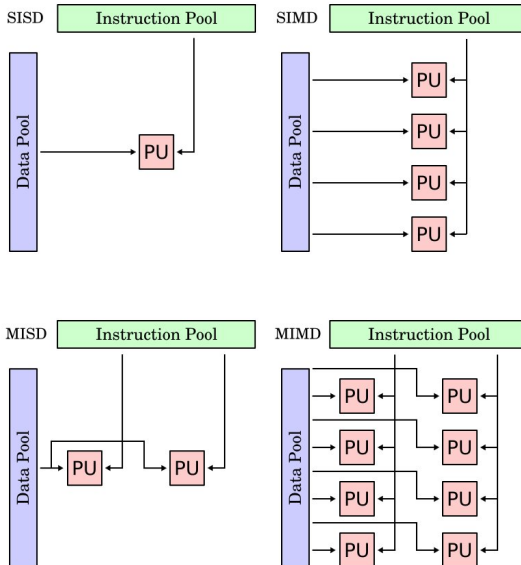 SISD Instruction Pool
Data Pool
PU
SIMD Instruction Pool
Data Pool
PU
PU
PU
PU
MISD Instruction Pool
Data Pool
PU PU
MIMD Instruction Pool
Data Pool
PU PU
PU PU
PU PU
PU PU